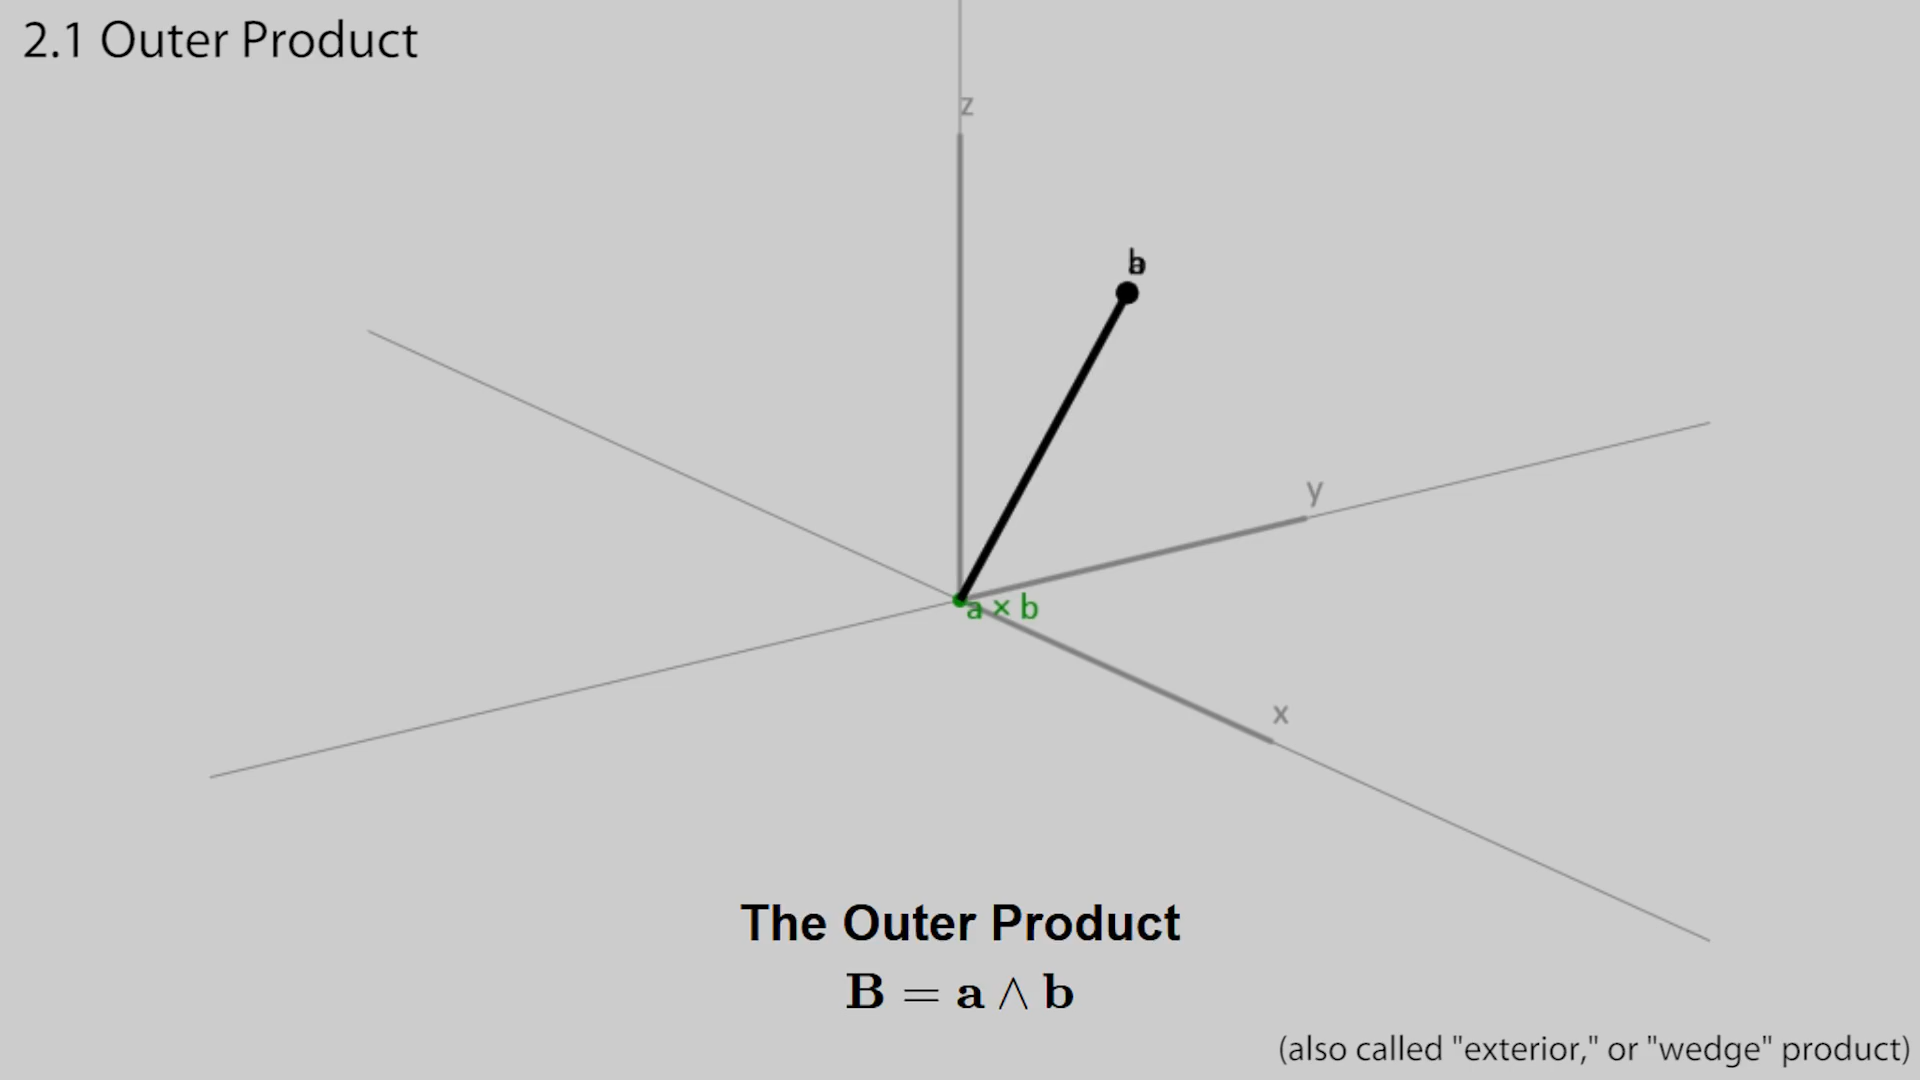 2.1 Outer Product
z
b
y
a × b
x
The Outer Product
B = a ∧ b
(also called "exterior," or "wedge" product)